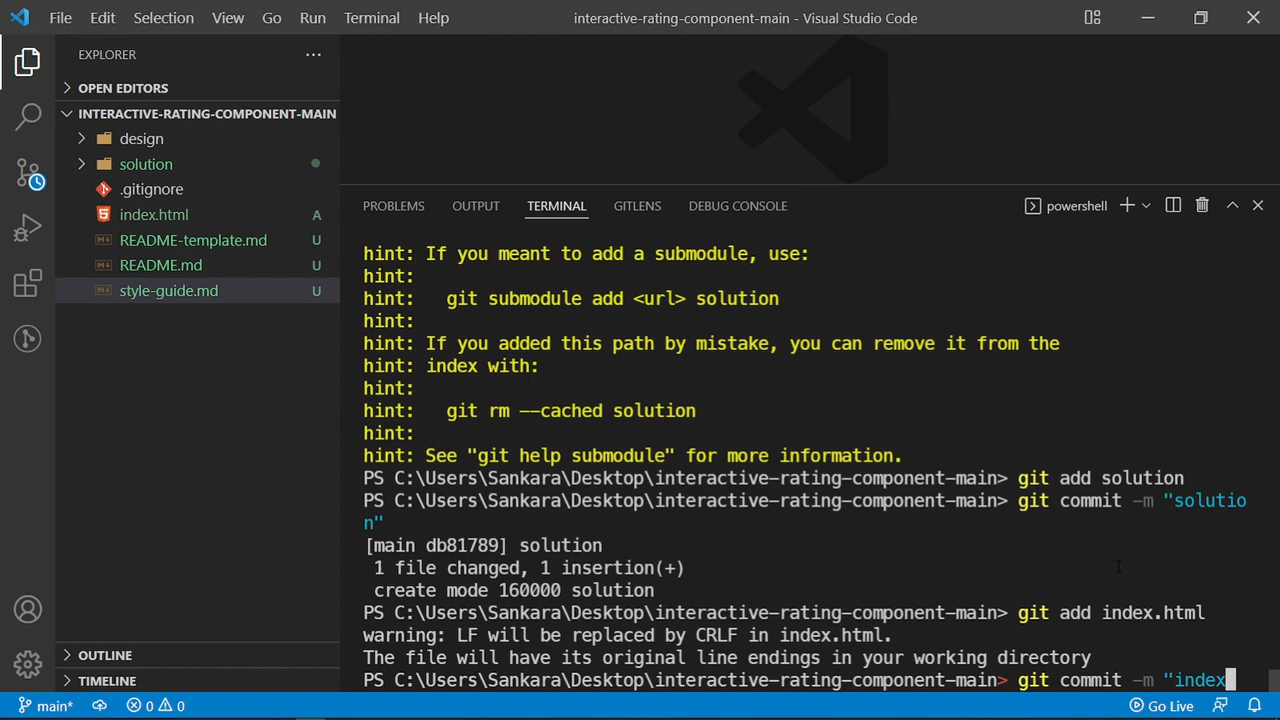 File Edit Selection View Go Run Terminal Help
interactive-rating-component-main - Visual Studio Code
EXPLORER
OPEN EDITORS
INTERACTIVE-RATING-COMPONENT-MAIN
design
solution
.gitignore
index.html A
README-template.md U
README.md U
style-guide.md U
OUTLINE
TIMELINE
PROBLEMS OUTPUT TERMINAL GITLENS DEBUG CONSOLE
powershell
hint: If you meant to add a submodule, use:
hint:
hint:   git submodule add <url> solution
hint:
hint: If you added this path by mistake, you can remove it from the
hint: index with:
hint:
hint:   git rm --cached solution
hint:
hint: See "git help submodule" for more information.
PS C:\Users\Sankara\Desktop\interactive-rating-component-main> git add solution
PS C:\Users\Sankara\Desktop\interactive-rating-component-main> git commit -m "solutio
n"
[main db81789] solution
 1 file changed, 1 insertion(+)
 create mode 160000 solution
PS C:\Users\Sankara\Desktop\interactive-rating-component-main> git add index.html
warning: LF will be replaced by CRLF in index.html.
The file will have its original line endings in your working directory
PS C:\Users\Sankara\Desktop\interactive-rating-component-main> git commit -m "index
main* 0 0
Go Live